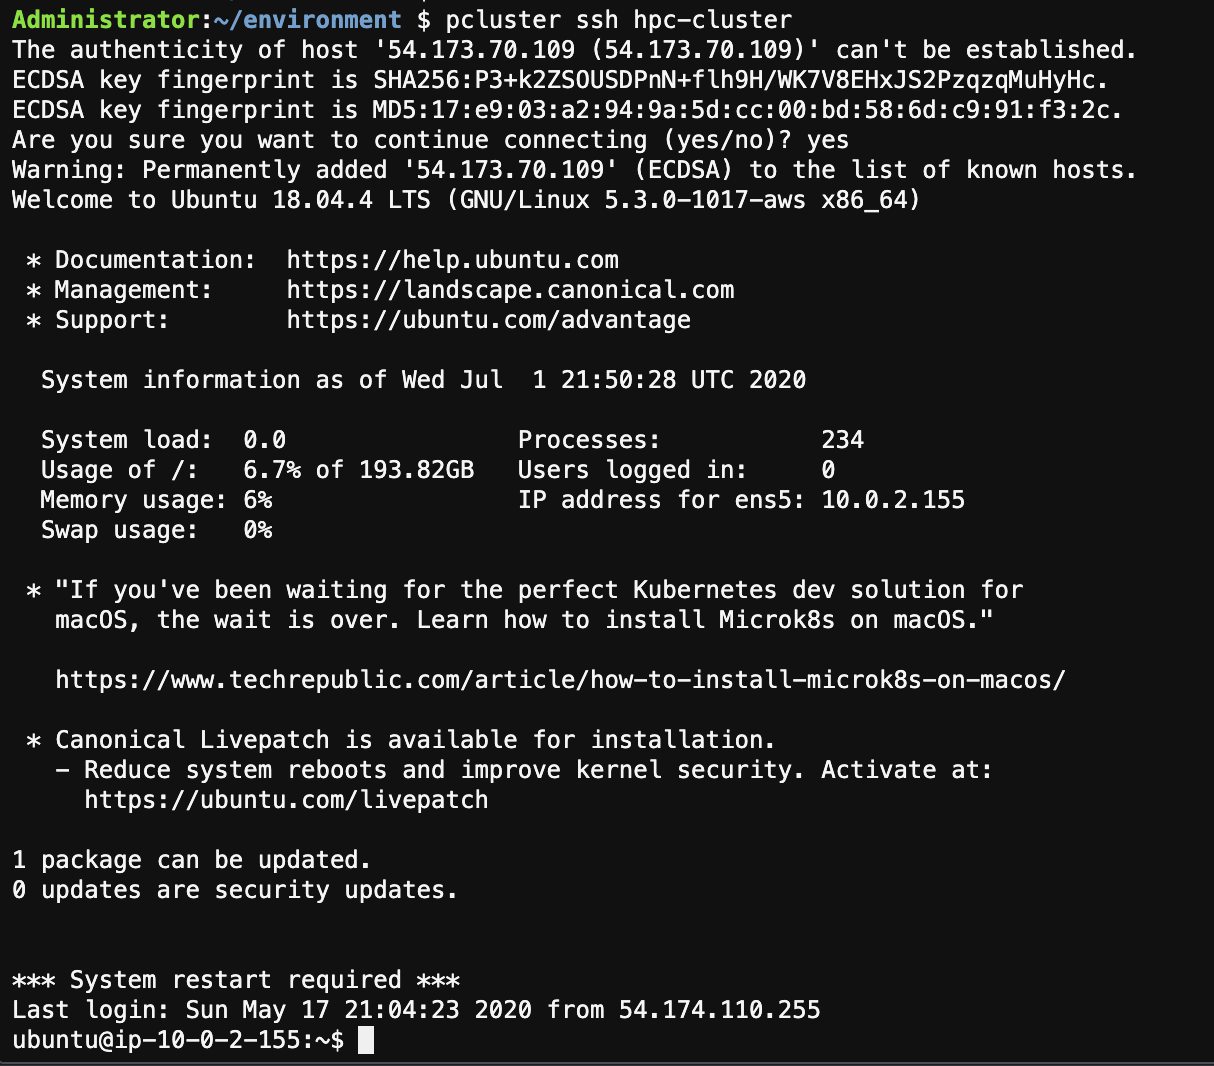 Administrator:~/environment $ pcluster ssh hpc-cluster
The authenticity of host '54.173.70.109 (54.173.70.109)' can't be established.
ECDSA key fingerprint is SHA256:P3+k2ZSOUSDPnN+flh9H/WK7V8EHxJS2PzqzqMuHyHc.
ECDSA key fingerprint is MD5:17:e9:03:a2:94:9a:5d:cc:00:bd:58:6d:c9:91:f3:2c.
Are you sure you want to continue connecting (yes/no)? yes
Warning: Permanently added '54.173.70.109' (ECDSA) to the list of known hosts.
Welcome to Ubuntu 18.04.4 LTS (GNU/Linux 5.3.0-1017-aws x86_64)

 * Documentation:  https://help.ubuntu.com
 * Management:     https://landscape.canonical.com
 * Support:        https://ubuntu.com/advantage

  System information as of Wed Jul  1 21:50:28 UTC 2020

  System load:  0.0                Processes:           234
  Usage of /:   6.7% of 193.82GB   Users logged in:     0
  Memory usage: 6%                 IP address for ens5: 10.0.2.155
  Swap usage:   0%

 * "If you've been waiting for the perfect Kubernetes dev solution for
   macOS, the wait is over. Learn how to install Microk8s on macOS."

   https://www.techrepublic.com/article/how-to-install-microk8s-on-macos/

 * Canonical Livepatch is available for installation.
   - Reduce system reboots and improve kernel security. Activate at:
     https://ubuntu.com/livepatch

1 package can be updated.
0 updates are security updates.


*** System restart required ***
Last login: Sun May 17 21:04:23 2020 from 54.174.110.255
ubuntu@ip-10-0-2-155:~$